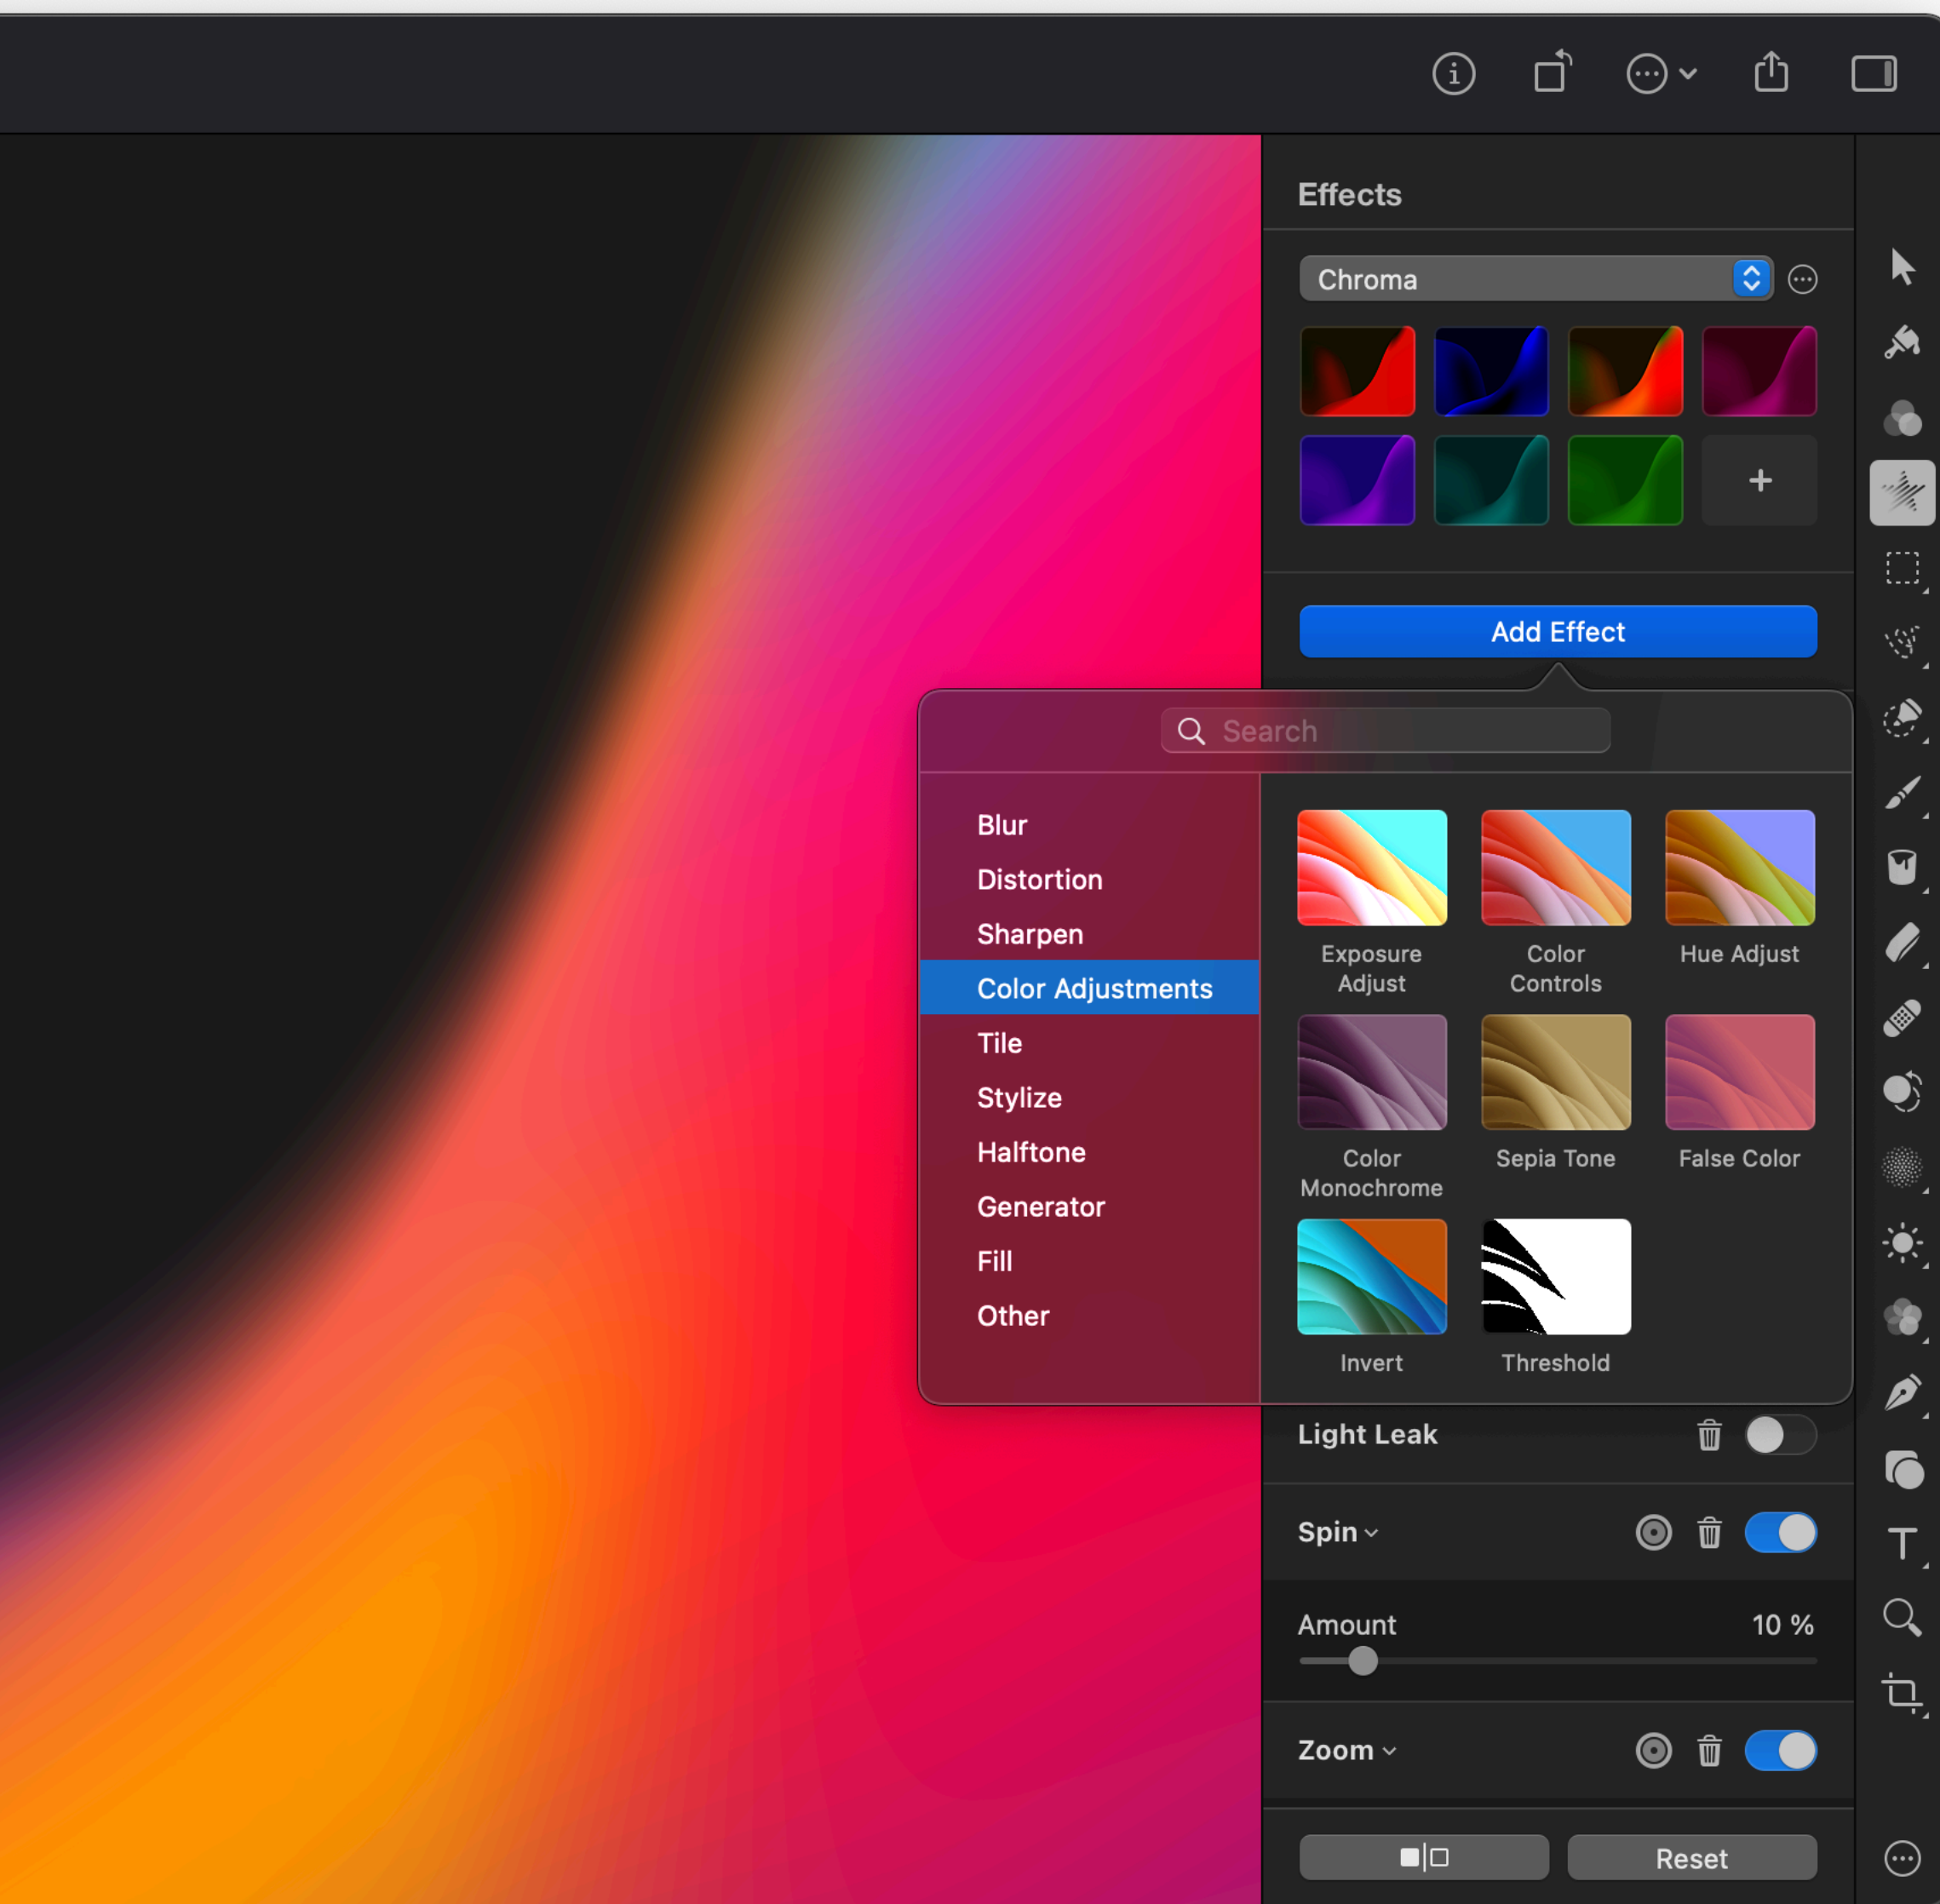 Effects
Chroma
Add Effect
Search
Blur
Distortion
Sharpen
Color Adjustments
Tile
Stylize
Halftone
Generator
Fill
Other
Exposure
Adjust
Color
Controls
Hue Adjust
Color
Monochrome
Sepia Tone
False Color
Invert
Threshold
Light Leak
Spin
Amount
10 %
Zoom
Reset